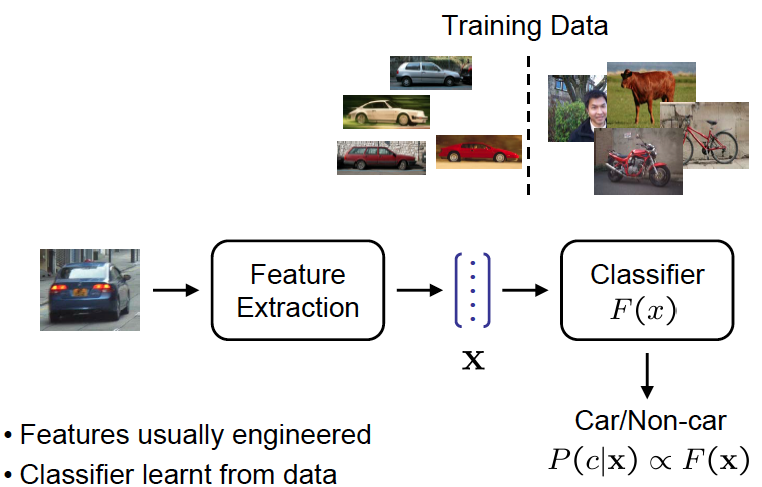 Training Data
Feature
Extraction
x
Classifier
F(x)
Car/Non-car
P(c|x) ∝ F(x)
• Features usually engineered
• Classifier learnt from data